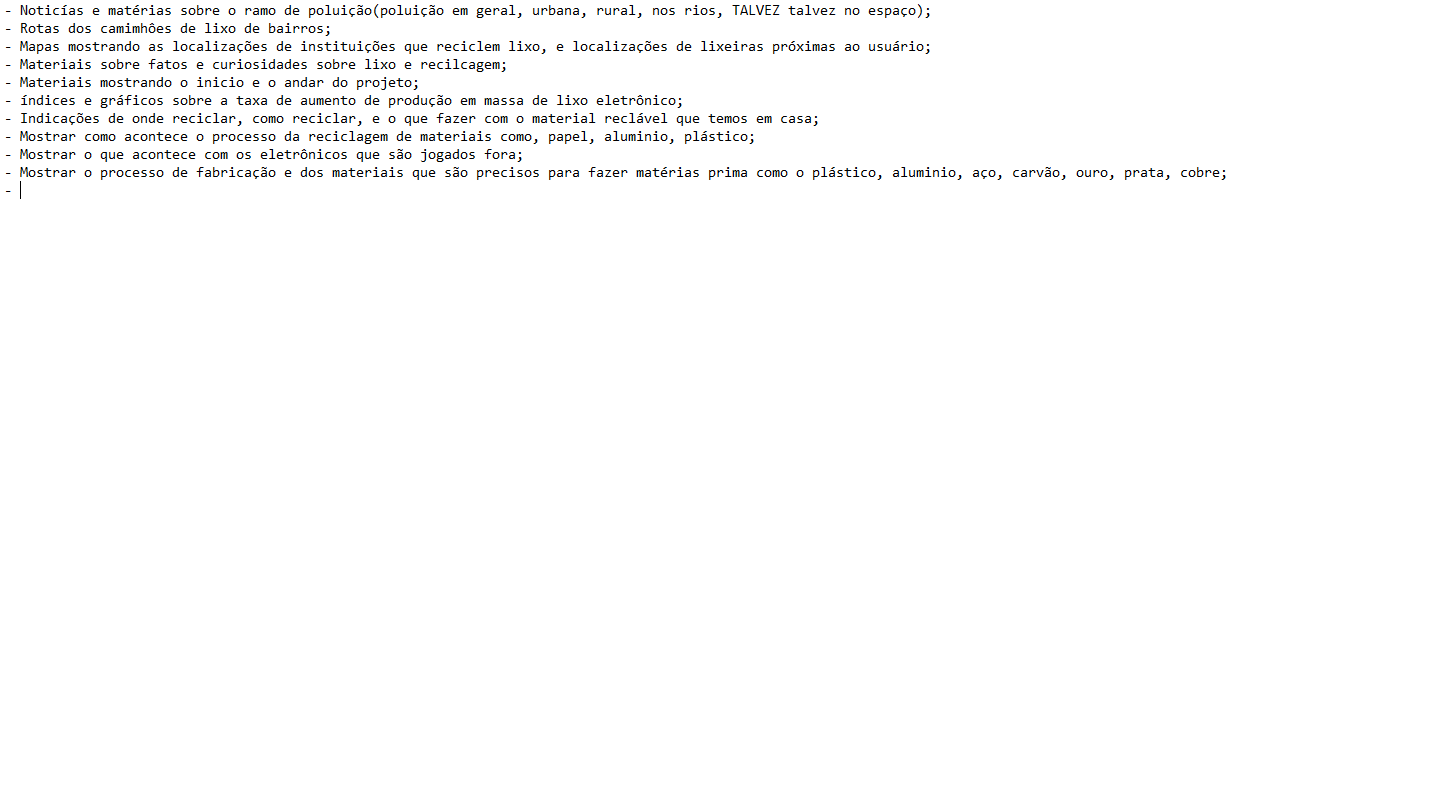 - Noticías e matérias sobre o ramo de poluição(poluição em geral, urbana, rural, nos rios, TALVEZ talvez no espaço);
- Rotas dos camimhôes de lixo de bairros;
- Mapas mostrando as localizações de instituições que reciclem lixo, e localizações de lixeiras próximas ao usuário;
- Materiais sobre fatos e curiosidades sobre lixo e recilcagem;
- Materiais mostrando o inicio e o andar do projeto;
- índices e gráficos sobre a taxa de aumento de produção em massa de lixo eletrônico;
- Indicações de onde reciclar, como reciclar, e o que fazer com o material reclável que temos em casa;
- Mostrar como acontece o processo da reciclagem de materiais como, papel, aluminio, plástico;
- Mostrar o que acontece com os eletrônicos que são jogados fora;
- Mostrar o processo de fabricação e dos materiais que são precisos para fazer matérias prima como o plástico, aluminio, aço, carvão, ouro, prata, cobre;
-